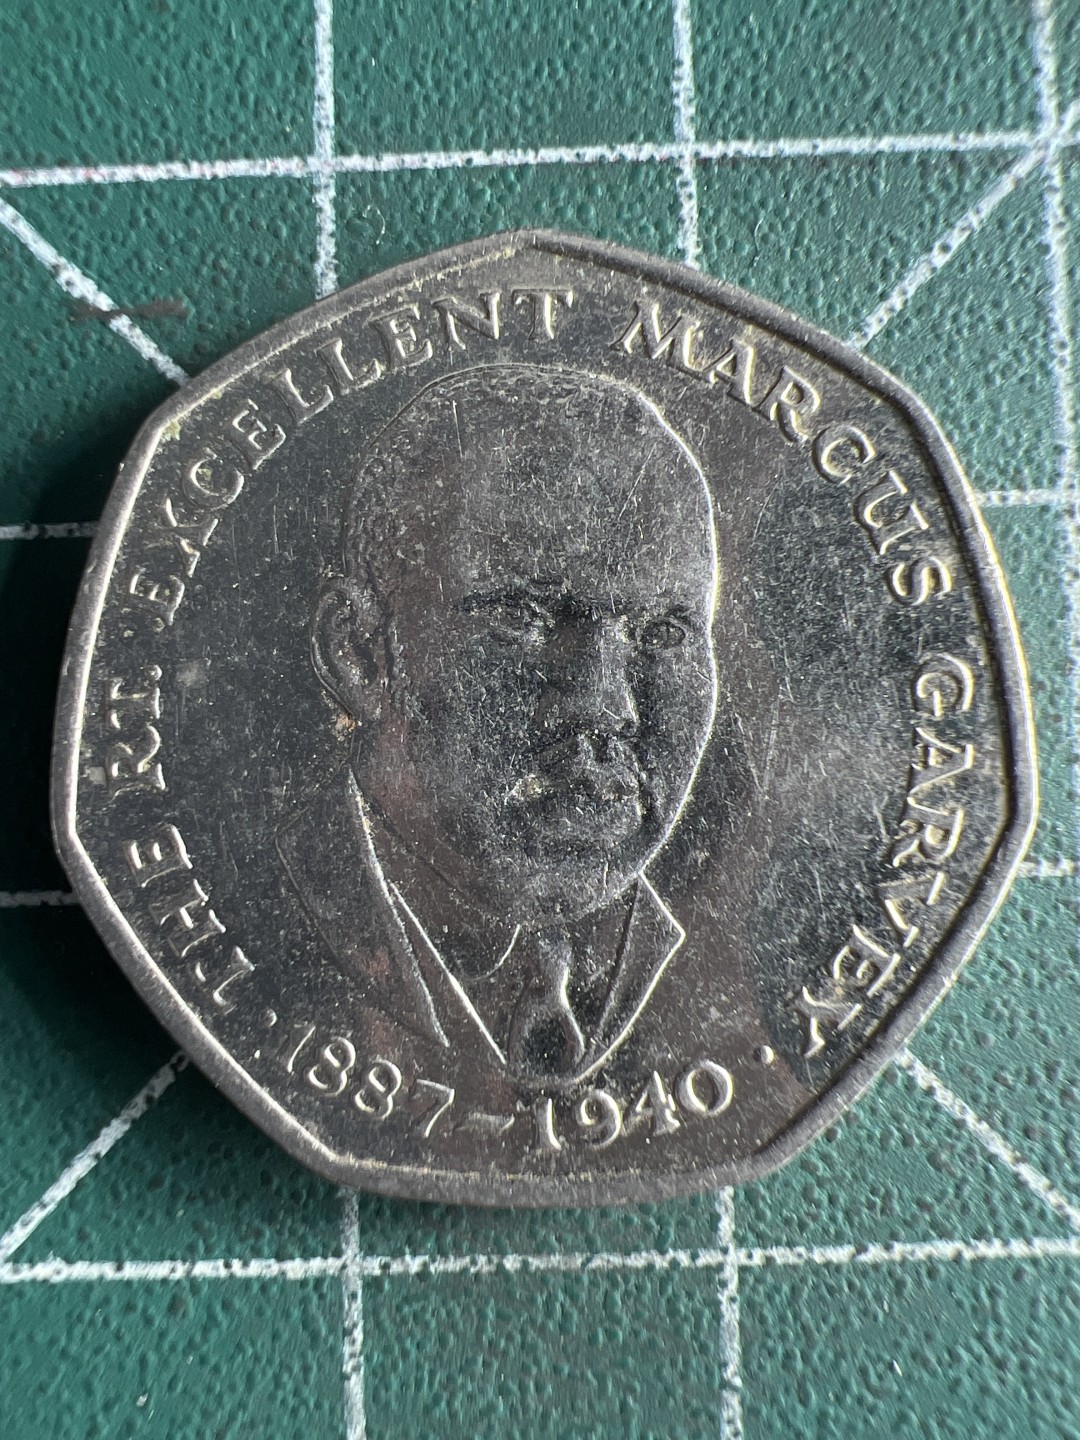 THE RT. EXCELLENT MARCUS GARVEY
· 1887-1940 ·